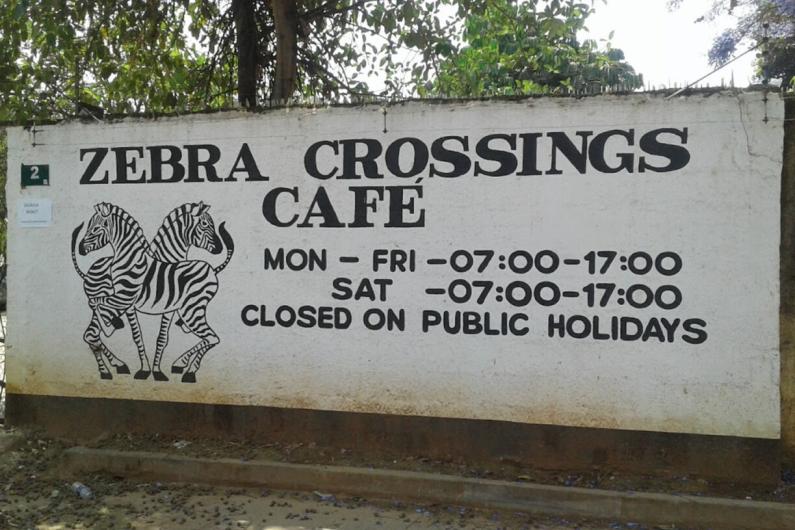 ZEBRA CROSSINGS
CAFÉ
2
MON – FRI –07:00–17:00
SAT –07:00–17:00
CLOSED ON PUBLIC HOLIDAYS